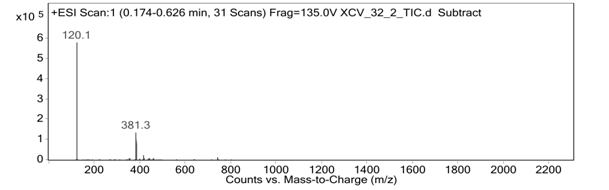 +ESI Scan:1 (0.174-0.626 min, 31 Scans) Frag=135.0V XCV_32_2_TIC.d Subtract
x10 5
6
5
4
3
2
1
0
120.1
381.3
200 400 600 800 1000 1200 1400 1600 1800 2000 2200
Counts vs. Mass-to-Charge (m/z)